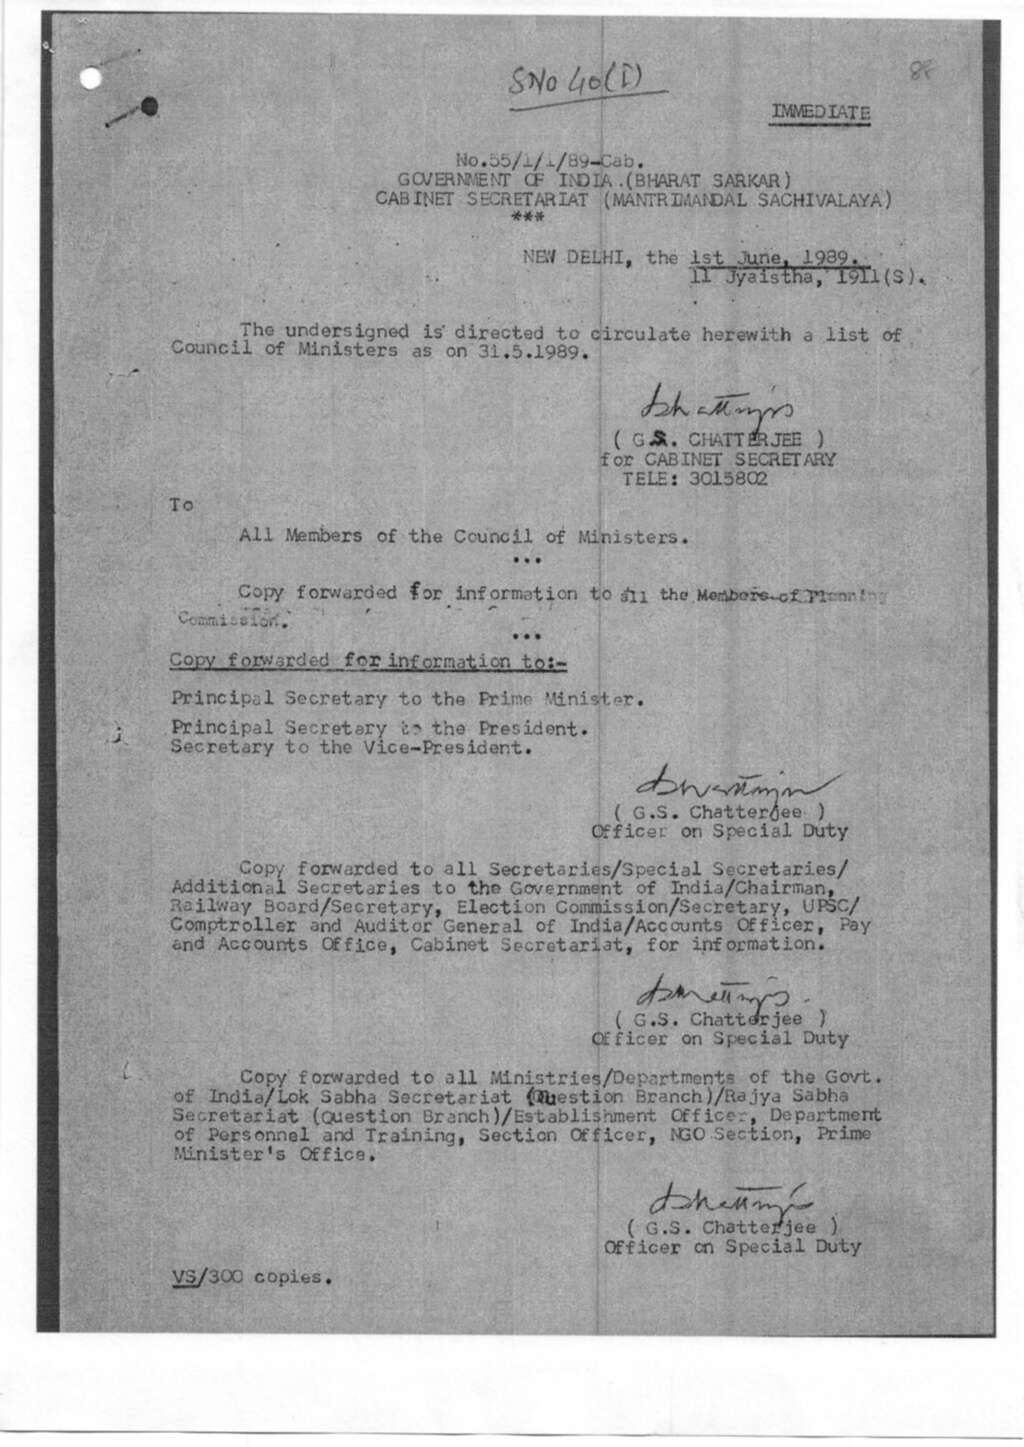 SNo 40(I)
88
IMMEDIATE
No.55/1/1/89-Cab.
GOVERNMENT OF INDIA (BHARAT SARKAR)
CABINET SECRETARIAT (MANTRIMANDAL SACHIVALAYA)
***
NEW DELHI, the 1st June, 1989.
11 Jyaistha, 1911(S).
The undersigned is directed to circulate herewith a list of
Council of Ministers as on 31.5.1989.
( G.S. CHATTERJEE )
for CABINET SECRETARY
TELE: 3015802
To
All Members of the Council of Ministers.
...
Copy forwarded for information to all the Members of Planning
Commission.
...
Copy forwarded for information to:-
Principal Secretary to the Prime Minister.
Principal Secretary to the President.
Secretary to the Vice-President.
( G.S. Chatterjee )
Officer on Special Duty
Copy forwarded to all Secretaries/Special Secretaries/
Additional Secretaries to the Government of India/Chairman,
Railway Board/Secretary, Election Commission/Secretary, UPSC/
Comptroller and Auditor General of India/Accounts Officer, Pay
and Accounts Office, Cabinet Secretariat, for information.
( G.S. Chatterjee )
Officer on Special Duty
Copy forwarded to all Ministries/Departments of the Govt.
of India/Lok Sabha Secretariat (Question Branch)/Rajya Sabha
Secretariat (Question Branch)/Establishment Officer, Department
of Personnel and Training, Section Officer, NGO Section, Prime
Minister's Office.
( G.S. Chatterjee )
Officer on Special Duty
VS/300 copies.